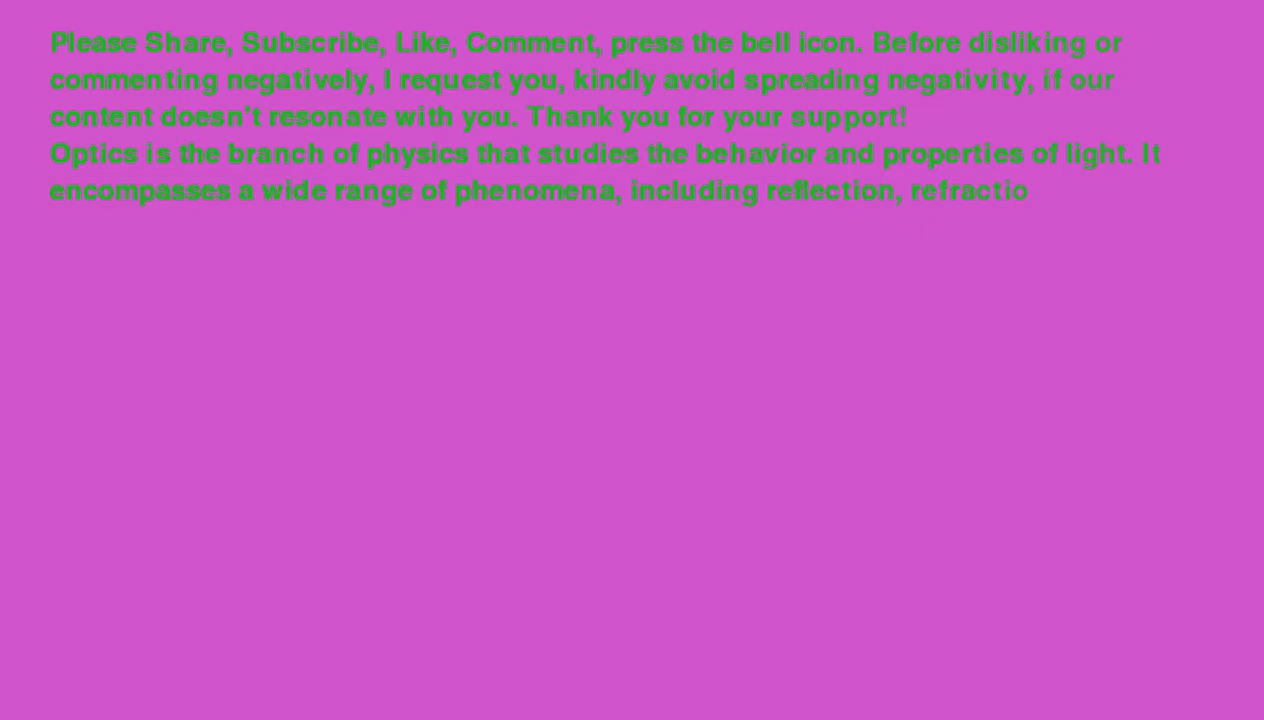 Please Share, Subscribe, Like, Comment, press the bell icon. Before disliking or
commenting negatively, I request you, kindly avoid spreading negativity, if our
content doesn't resonate with you. Thank you for your support!
Optics is the branch of physics that studies the behavior and properties of light. It
encompasses a wide range of phenomena, including reflection, refractio